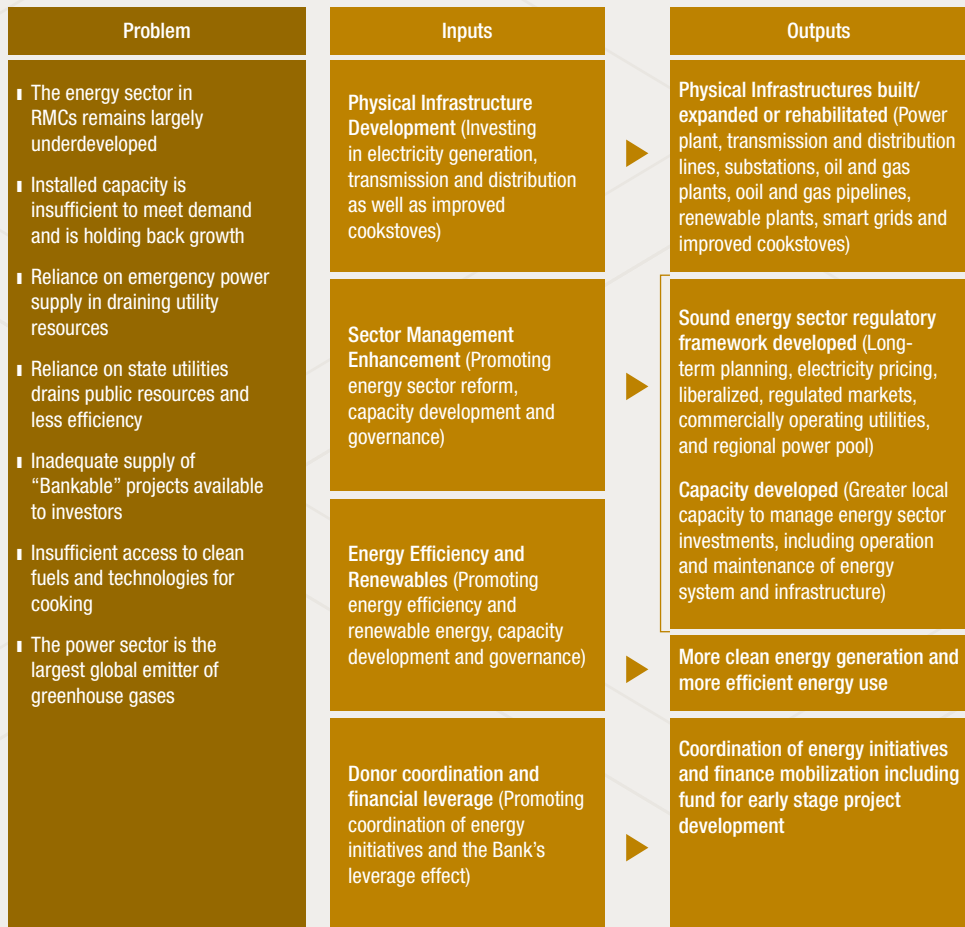 Problem
The energy sector in
RMCs remains largely
underdeveloped
Installed capacity is
insufficient to meet demand
and is holding back growth
Reliance on emergency power
supply in draining utility
resources
Reliance on state utilities
drains public resources and
less efficiency
Inadequate supply of
“Bankable” projects available
to investors
Insufficient access to clean
fuels and technologies for
cooking
The power sector is the
largest global emitter of
greenhouse gases
Inputs
Physical Infrastructure
Development (Investing
in electricity generation,
transmission and distribution
as well as improved
cookstoves)
Sector Management
Enhancement (Promoting
energy sector reform,
capacity development and
governance)
Energy Efficiency and
Renewables (Promoting
energy efficiency and
renewable energy, capacity
development and governance)
Donor coordination and
financial leverage (Promoting
coordination of energy
initiatives and the Bank’s
leverage effect)
Outputs
Physical Infrastructures built/
expanded or rehabilitated (Power
plant, transmission and distribution
lines, substations, oil and gas
plants, ooil and gas pipelines,
renewable plants, smart grids and
improved cookstoves)
Sound energy sector regulatory
framework developed (Long-
term planning, electricity pricing,
liberalized, regulated markets,
commercially operating utilities,
and regional power pool)
Capacity developed (Greater local
capacity to manage energy sector
investments, including operation
and maintenance of energy
system and infrastructure)
More clean energy generation and
more efficient energy use
Coordination of energy initiatives
and finance mobilization including
fund for early stage project
development